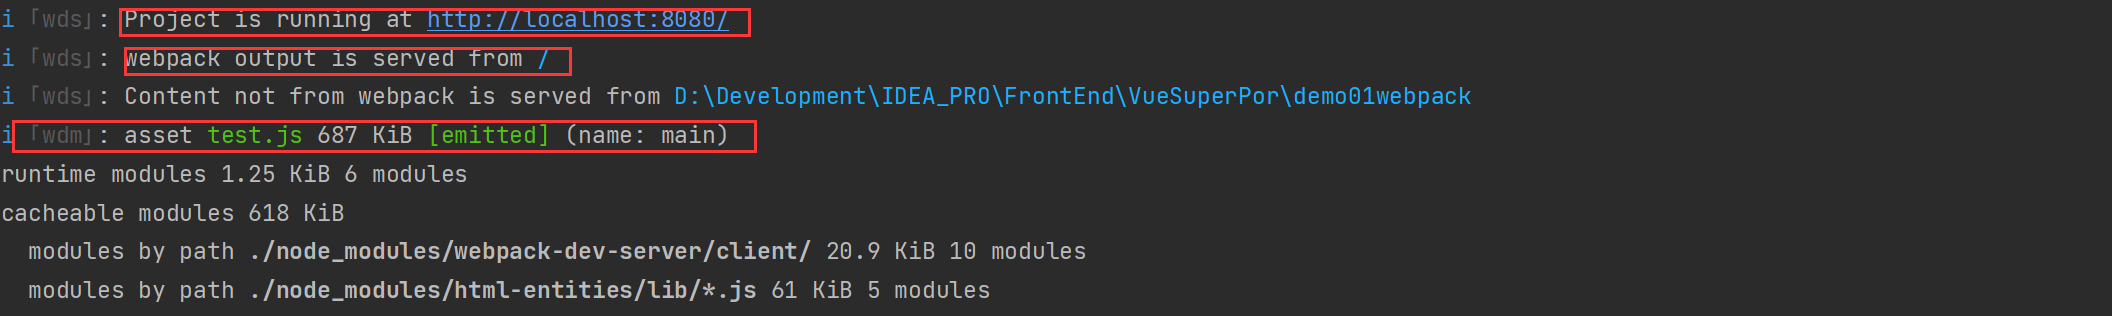 i ｢wds｣: Project is running at http://localhost:8080/
i ｢wds｣: webpack output is served from /
i ｢wds｣: Content not from webpack is served from D:\Development\IDEA_PRO\FrontEnd\VueSuperPor\demo01webpack
i ｢wdm｣: asset test.js 687 KiB [emitted] (name: main)
runtime modules 1.25 KiB 6 modules
cacheable modules 618 KiB
  modules by path ./node_modules/webpack-dev-server/client/ 20.9 KiB 10 modules
  modules by path ./node_modules/html-entities/lib/*.js 61 KiB 5 modules